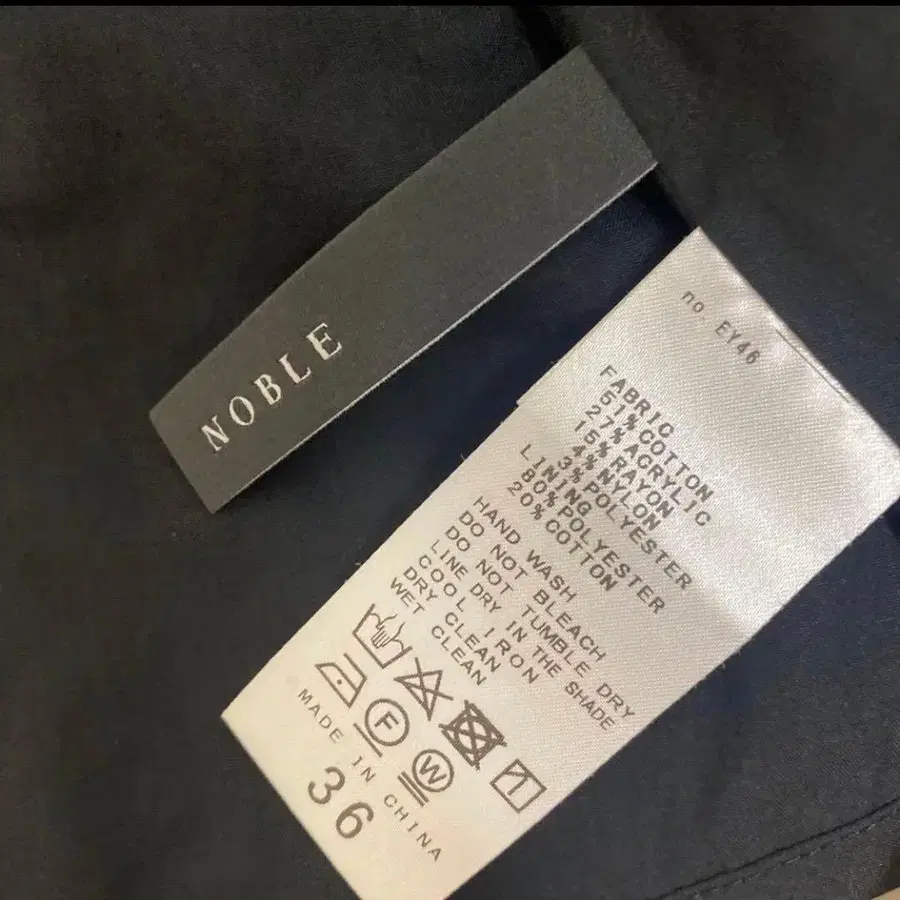 NOBLE
no. EY46
FABRIC
51% COTTON
27% ACRYLIC
15% RAYON
4% NYLON
3% POLYESTER
LINING
80% POLYESTER
20% COTTON
HAND WASH
DO NOT BLEACH
DO NOT TUMBLE DRY
LINE DRY IN THE SHADE
COOL IRON
DRY CLEAN
WET CLEAN
F
W
MADE IN CHINA
36